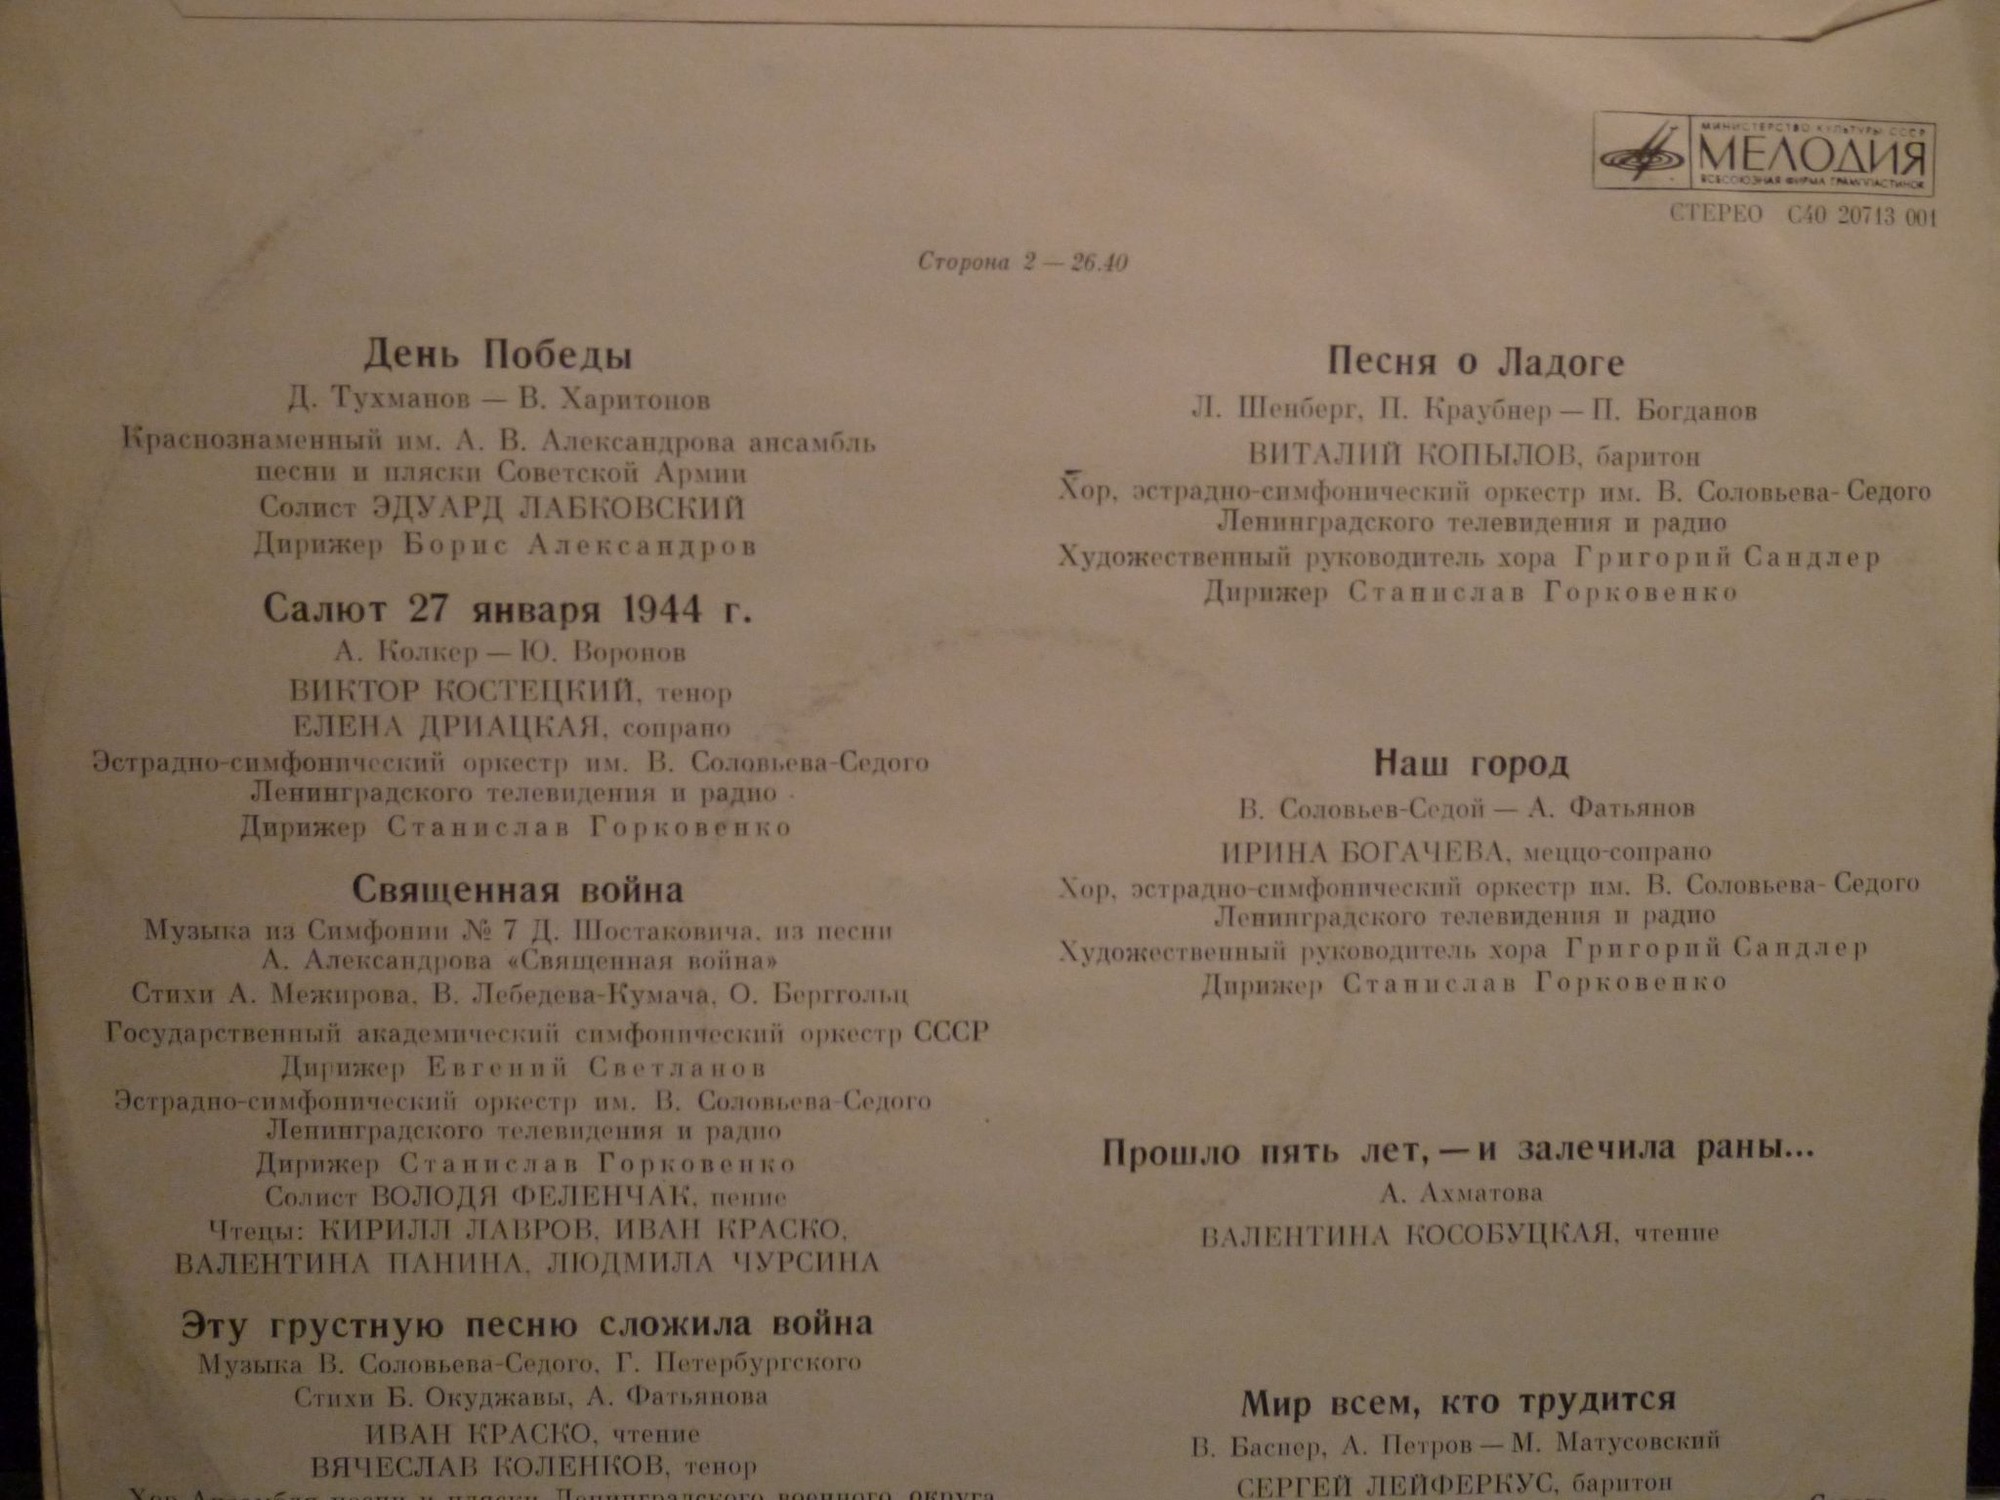 МИНИСТЕРСТВО КУЛЬТУРЫ СССР
МЕЛОДИЯ
ВСЕСОЮЗНАЯ ФИРМА ГРАМПЛАСТИНОК
СТЕРЕО С40 20713 001
Сторона 2 — 26.40
День Победы
Д. Тухманов — В. Харитонов
Краснознаменный им. А. В. Александрова ансамбль
песни и пляски Советской Армии
Солист ЭДУАРД ЛАБКОВСКИЙ
Дирижер Борис Александров
Салют 27 января 1944 г.
А. Колкер — Ю. Воронов
ВИКТОР КОСТЕЦКИЙ, тенор
ЕЛЕНА ДРИАЦКАЯ, сопрано
Эстрадно-симфонический оркестр им. В. Соловьева-Седого
Ленинградского телевидения и радио
Дирижер Станислав Горковенко
Священная война
Музыка из Симфонии № 7 Д. Шостаковича, из песни
А. Александрова «Священная война»
Стихи А. Межирова, В. Лебедева-Кумача, О. Берггольц
Государственный академический симфонический оркестр СССР
Дирижер Евгений Светланов
Эстрадно-симфонический оркестр им. В. Соловьева-Седого
Ленинградского телевидения и радио
Дирижер Станислав Горковенко
Солист ВОЛОДЯ ФЕЛЕНЧАК, пение
Чтецы: КИРИЛЛ ЛАВРОВ, ИВАН КРАСКО,
ВАЛЕНТИНА ПАНИНА, ЛЮДМИЛА ЧУРСИНА
Эту грустную песню сложила война
Музыка В. Соловьева-Седого, Г. Петербургского
Стихи Б. Окуджавы, А. Фатьянова
ИВАН КРАСКО, чтение
ВЯЧЕСЛАВ КОЛЕНКОВ, тенор
Хор Ансамбля песни и пляски Ленинградского военного округа
Песня о Ладоге
Л. Шенберг, П. Краубнер — П. Богданов
ВИТАЛИЙ КОПЫЛОВ, баритон
Хор, эстрадно-симфонический оркестр им. В. Соловьева-Седого
Ленинградского телевидения и радио
Художественный руководитель хора Григорий Сандлер
Дирижер Станислав Горковенко
Наш город
В. Соловьев-Седой — А. Фатьянов
ИРИНА БОГАЧЕВА, меццо-сопрано
Хор, эстрадно-симфонический оркестр им. В. Соловьева-Седого
Ленинградского телевидения и радио
Художественный руководитель хора Григорий Сандлер
Дирижер Станислав Горковенко
Прошло пять лет, — и залечила раны...
А. Ахматова
ВАЛЕНТИНА КОСОБУЦКАЯ, чтение
Мир всем, кто трудится
В. Баснер, А. Петров — М. Матусовский
СЕРГЕЙ ЛЕЙФЕРКУС, баритон